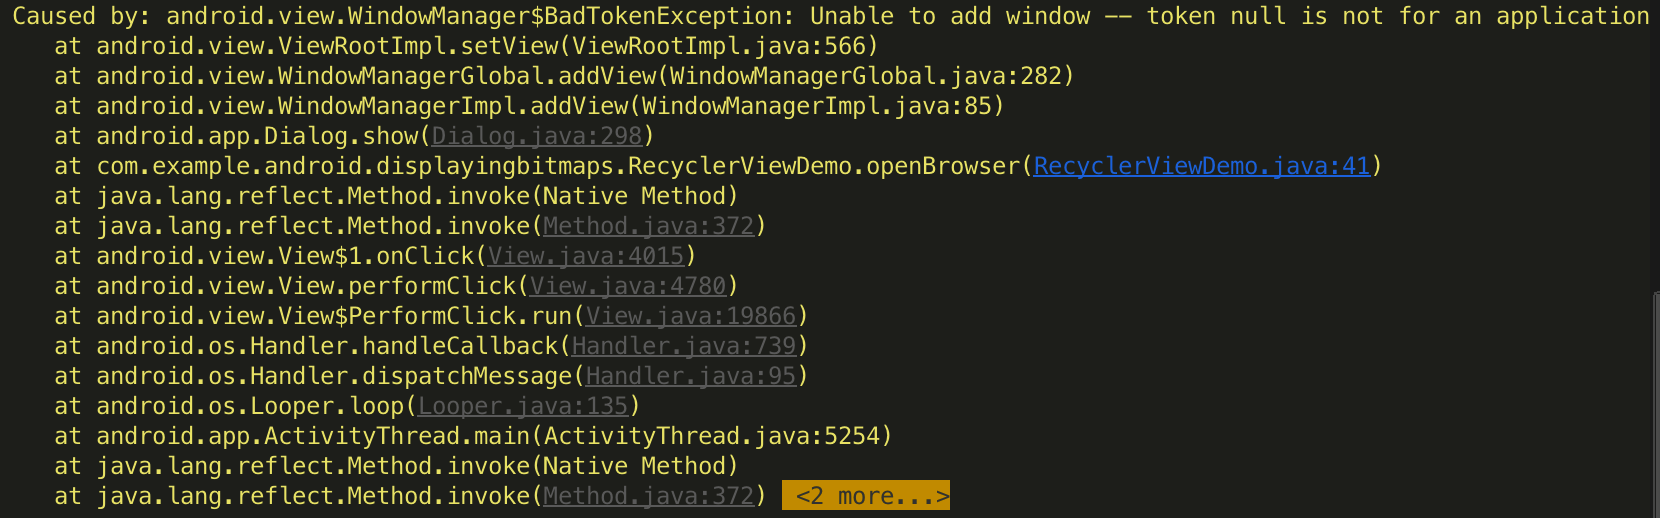 Caused by: android.view.WindowManager$BadTokenException: Unable to add window -- token null is not for an application
at android.view.ViewRootImpl.setView(ViewRootImpl.java:566)
at android.view.WindowManagerGlobal.addView(WindowManagerGlobal.java:282)
at android.view.WindowManagerImpl.addView(WindowManagerImpl.java:85)
at android.app.Dialog.show(Dialog.java:298)
at com.example.android.displayingbitmaps.RecyclerViewDemo.openBrowser(RecyclerViewDemo.java:41)
at java.lang.reflect.Method.invoke(Native Method)
at java.lang.reflect.Method.invoke(Method.java:372)
at android.view.View$1.onClick(View.java:4015)
at android.view.View.performClick(View.java:4780)
at android.view.View$PerformClick.run(View.java:19866)
at android.os.Handler.handleCallback(Handler.java:739)
at android.os.Handler.dispatchMessage(Handler.java:95)
at android.os.Looper.loop(Looper.java:135)
at android.app.ActivityThread.main(ActivityThread.java:5254)
at java.lang.reflect.Method.invoke(Native Method)
at java.lang.reflect.Method.invoke(Method.java:372) <2 more...>